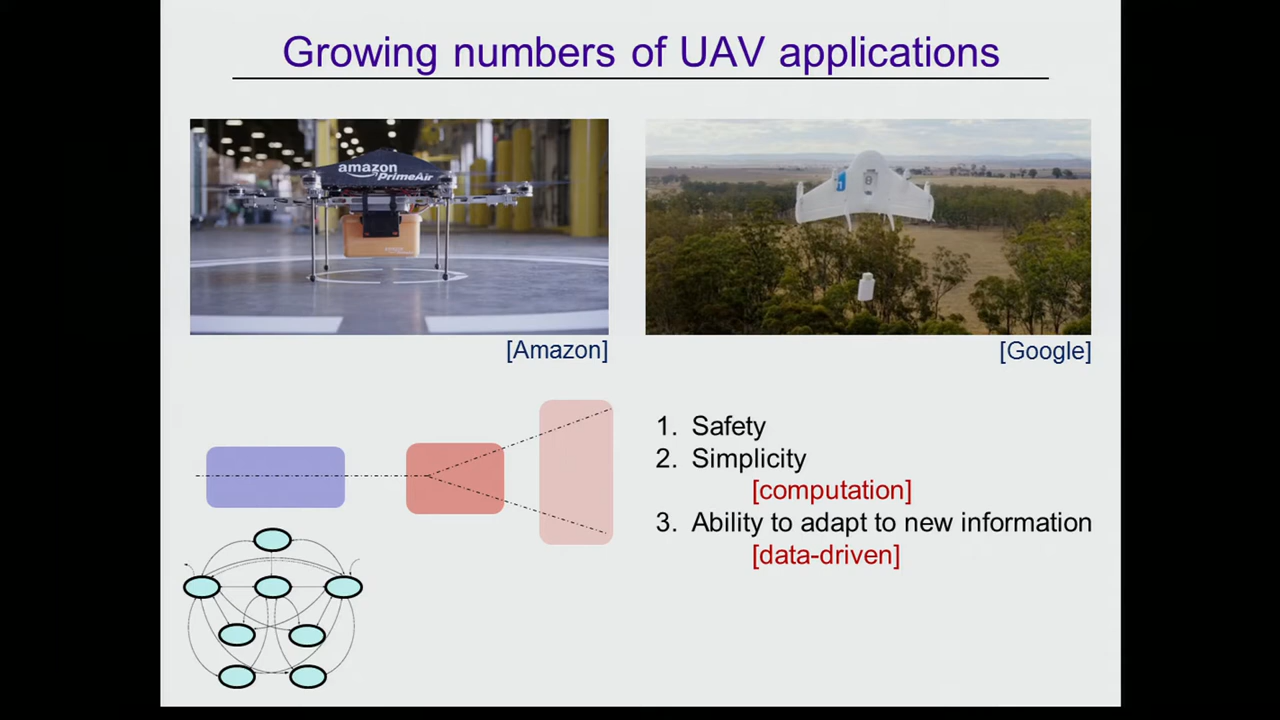 Growing numbers of UAV applications
amazon
PrimeAir
[Amazon]
[Google]
1. Safety
2. Simplicity
[computation]
3. Ability to adapt to new information
[data-driven]